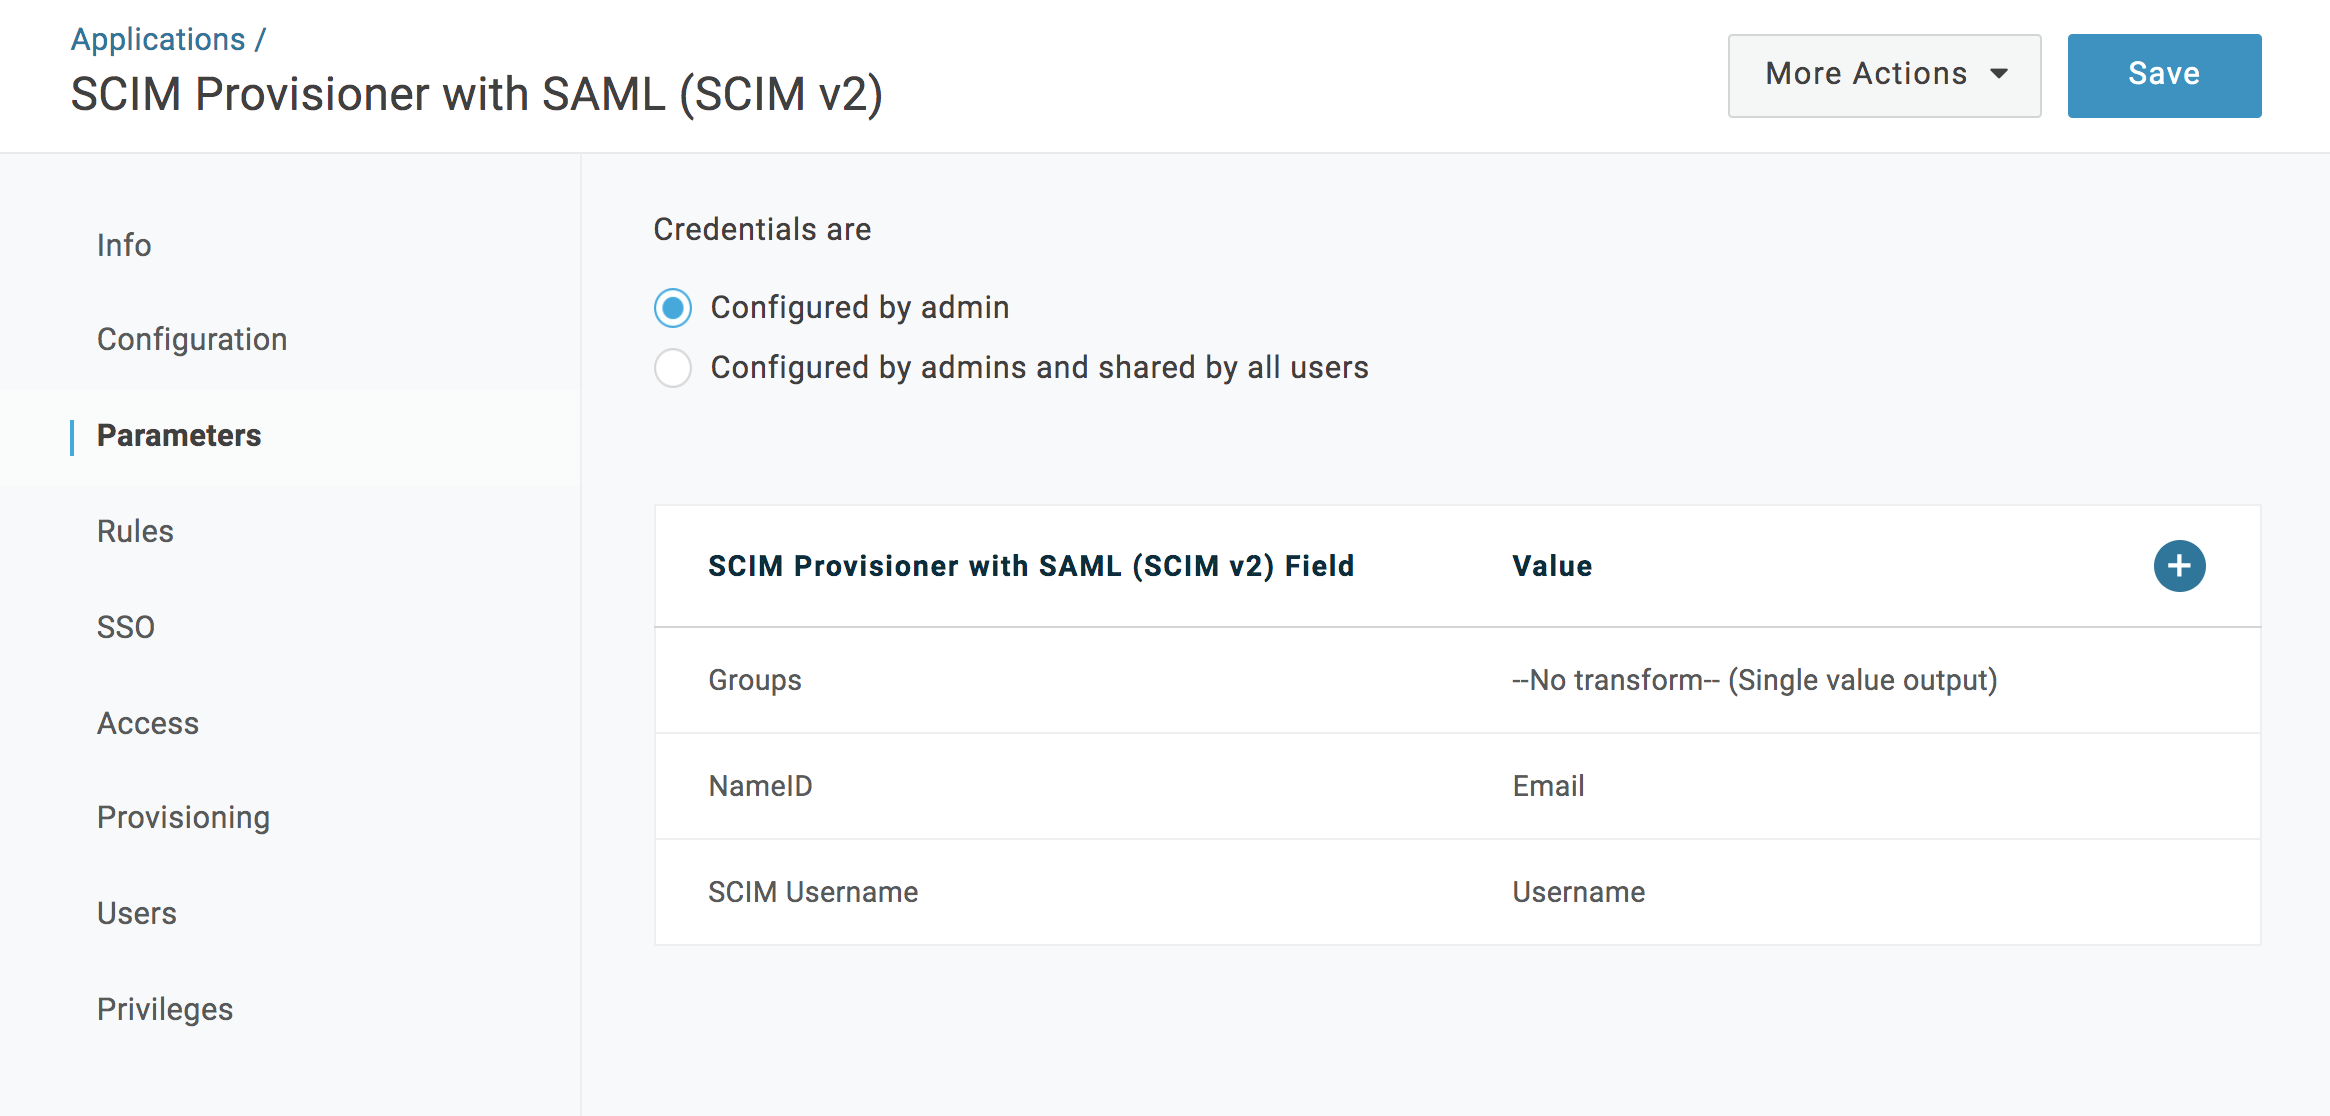 Applications /
SCIM Provisioner with SAML (SCIM v2)
More Actions
Save
Info
Configuration
Parameters
Rules
SSO
Access
Provisioning
Users
Privileges
Credentials are
Configured by admin
Configured by admins and shared by all users
SCIM Provisioner with SAML (SCIM v2) Field Value
Groups --No transform-- (Single value output)
NameID Email
SCIM Username Username